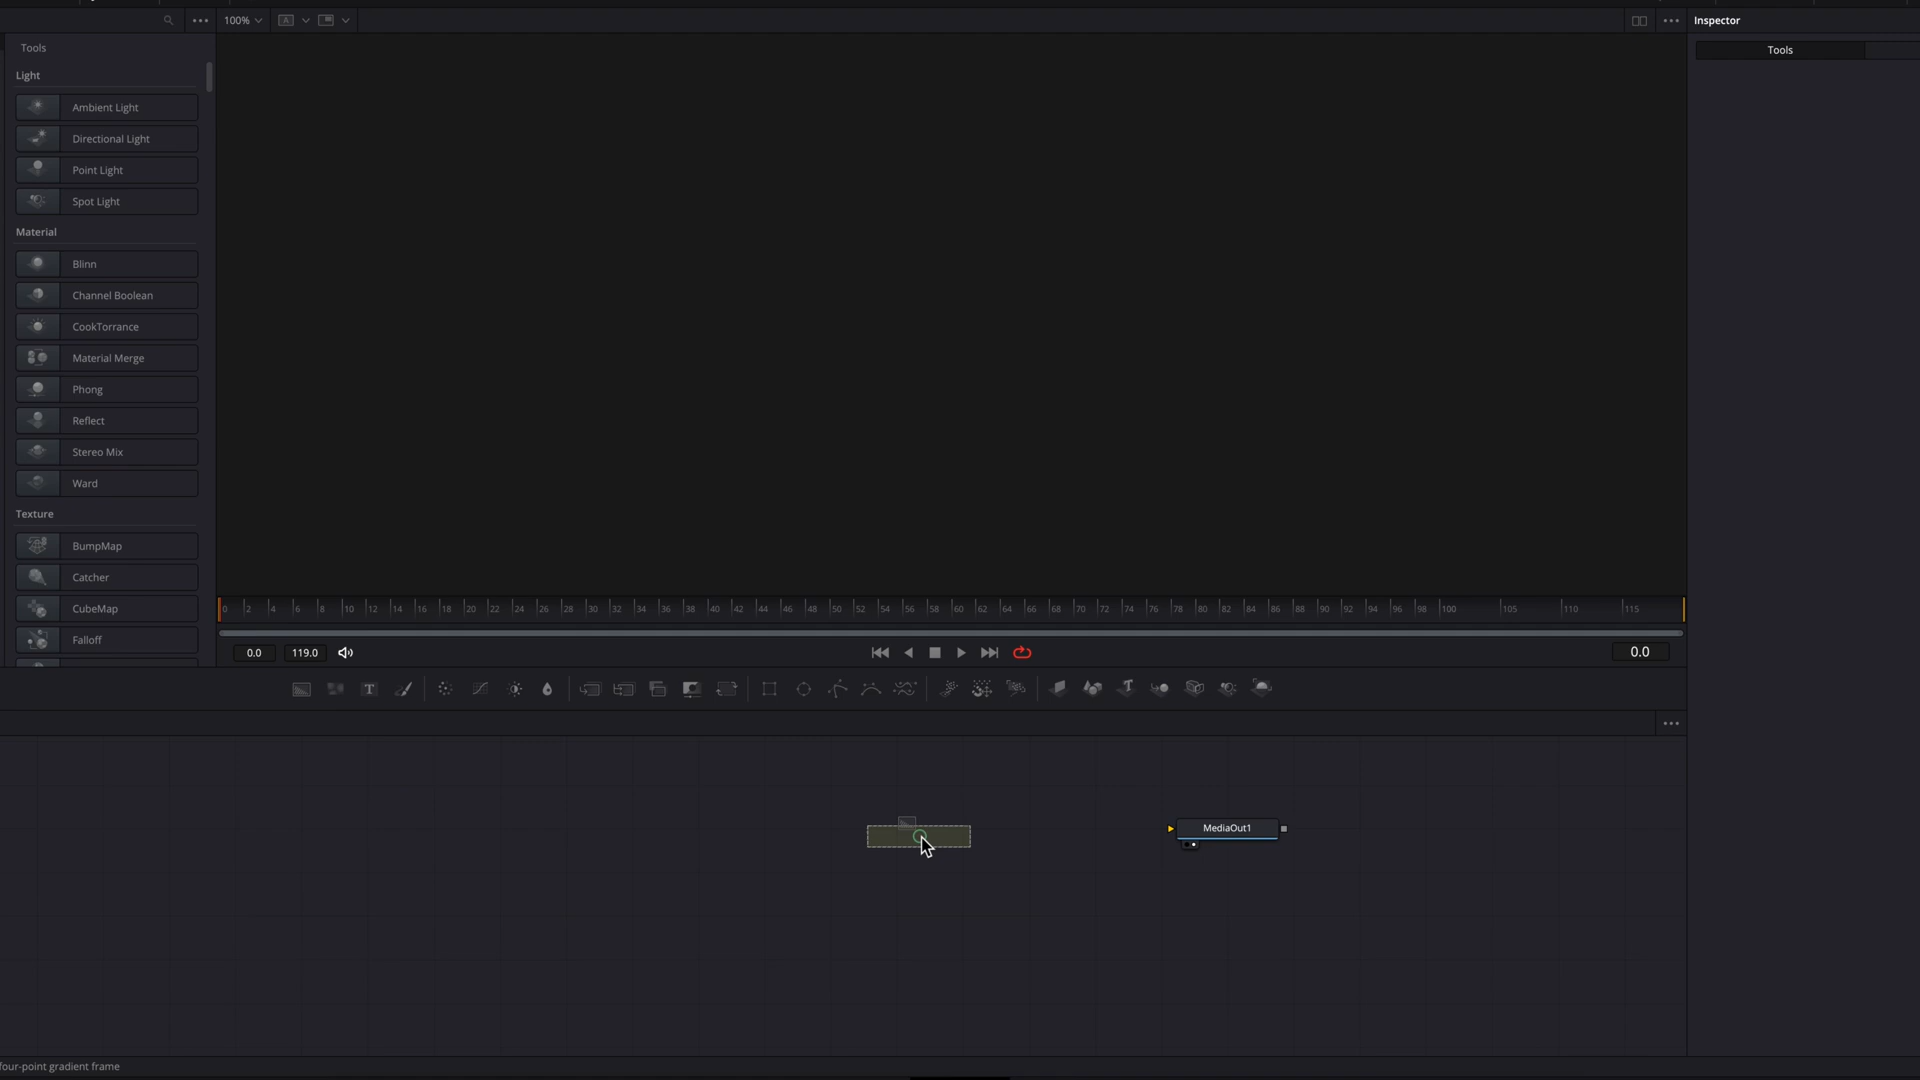 100%
A
Inspector
Tools
Tools
Light
Ambient Light
Directional Light
Point Light
Spot Light
Material
Blinn
Channel Boolean
CookTorrance
Material Merge
Phong
Reflect
Stereo Mix
Ward
Texture
BumpMap
Catcher
CubeMap
Falloff
0 2 4 6 8 10 12 14 16 18 20 22 24 26 28 30 32 34 36 38 40 42 44 46 48 50 52 54 56 58 60 62 64 66 68 70 72 74 76 78 80 82 84 86 88 90 92 94 96 98 100 105 110 115
0.0 119.0 0.0
T
MediaOut1
four-point gradient frame